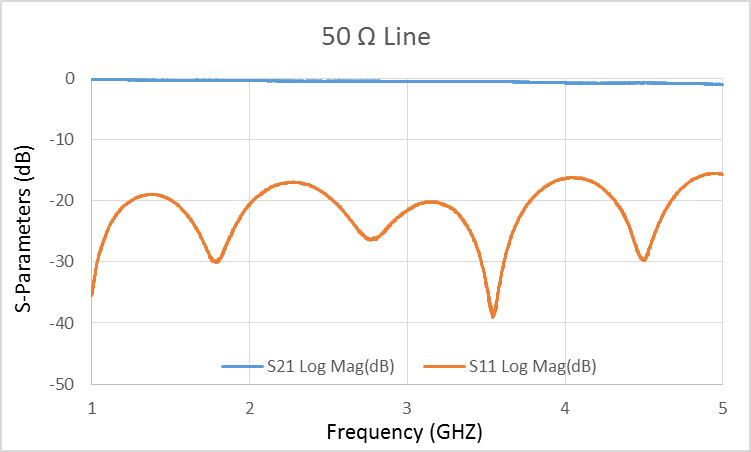 50 Ω Line
S-Parameters (dB)
0
-10
-20
-30
-40
-50
S21 Log Mag(dB)
S11 Log Mag(dB)
1
2
3
4
5
Frequency (GHZ)